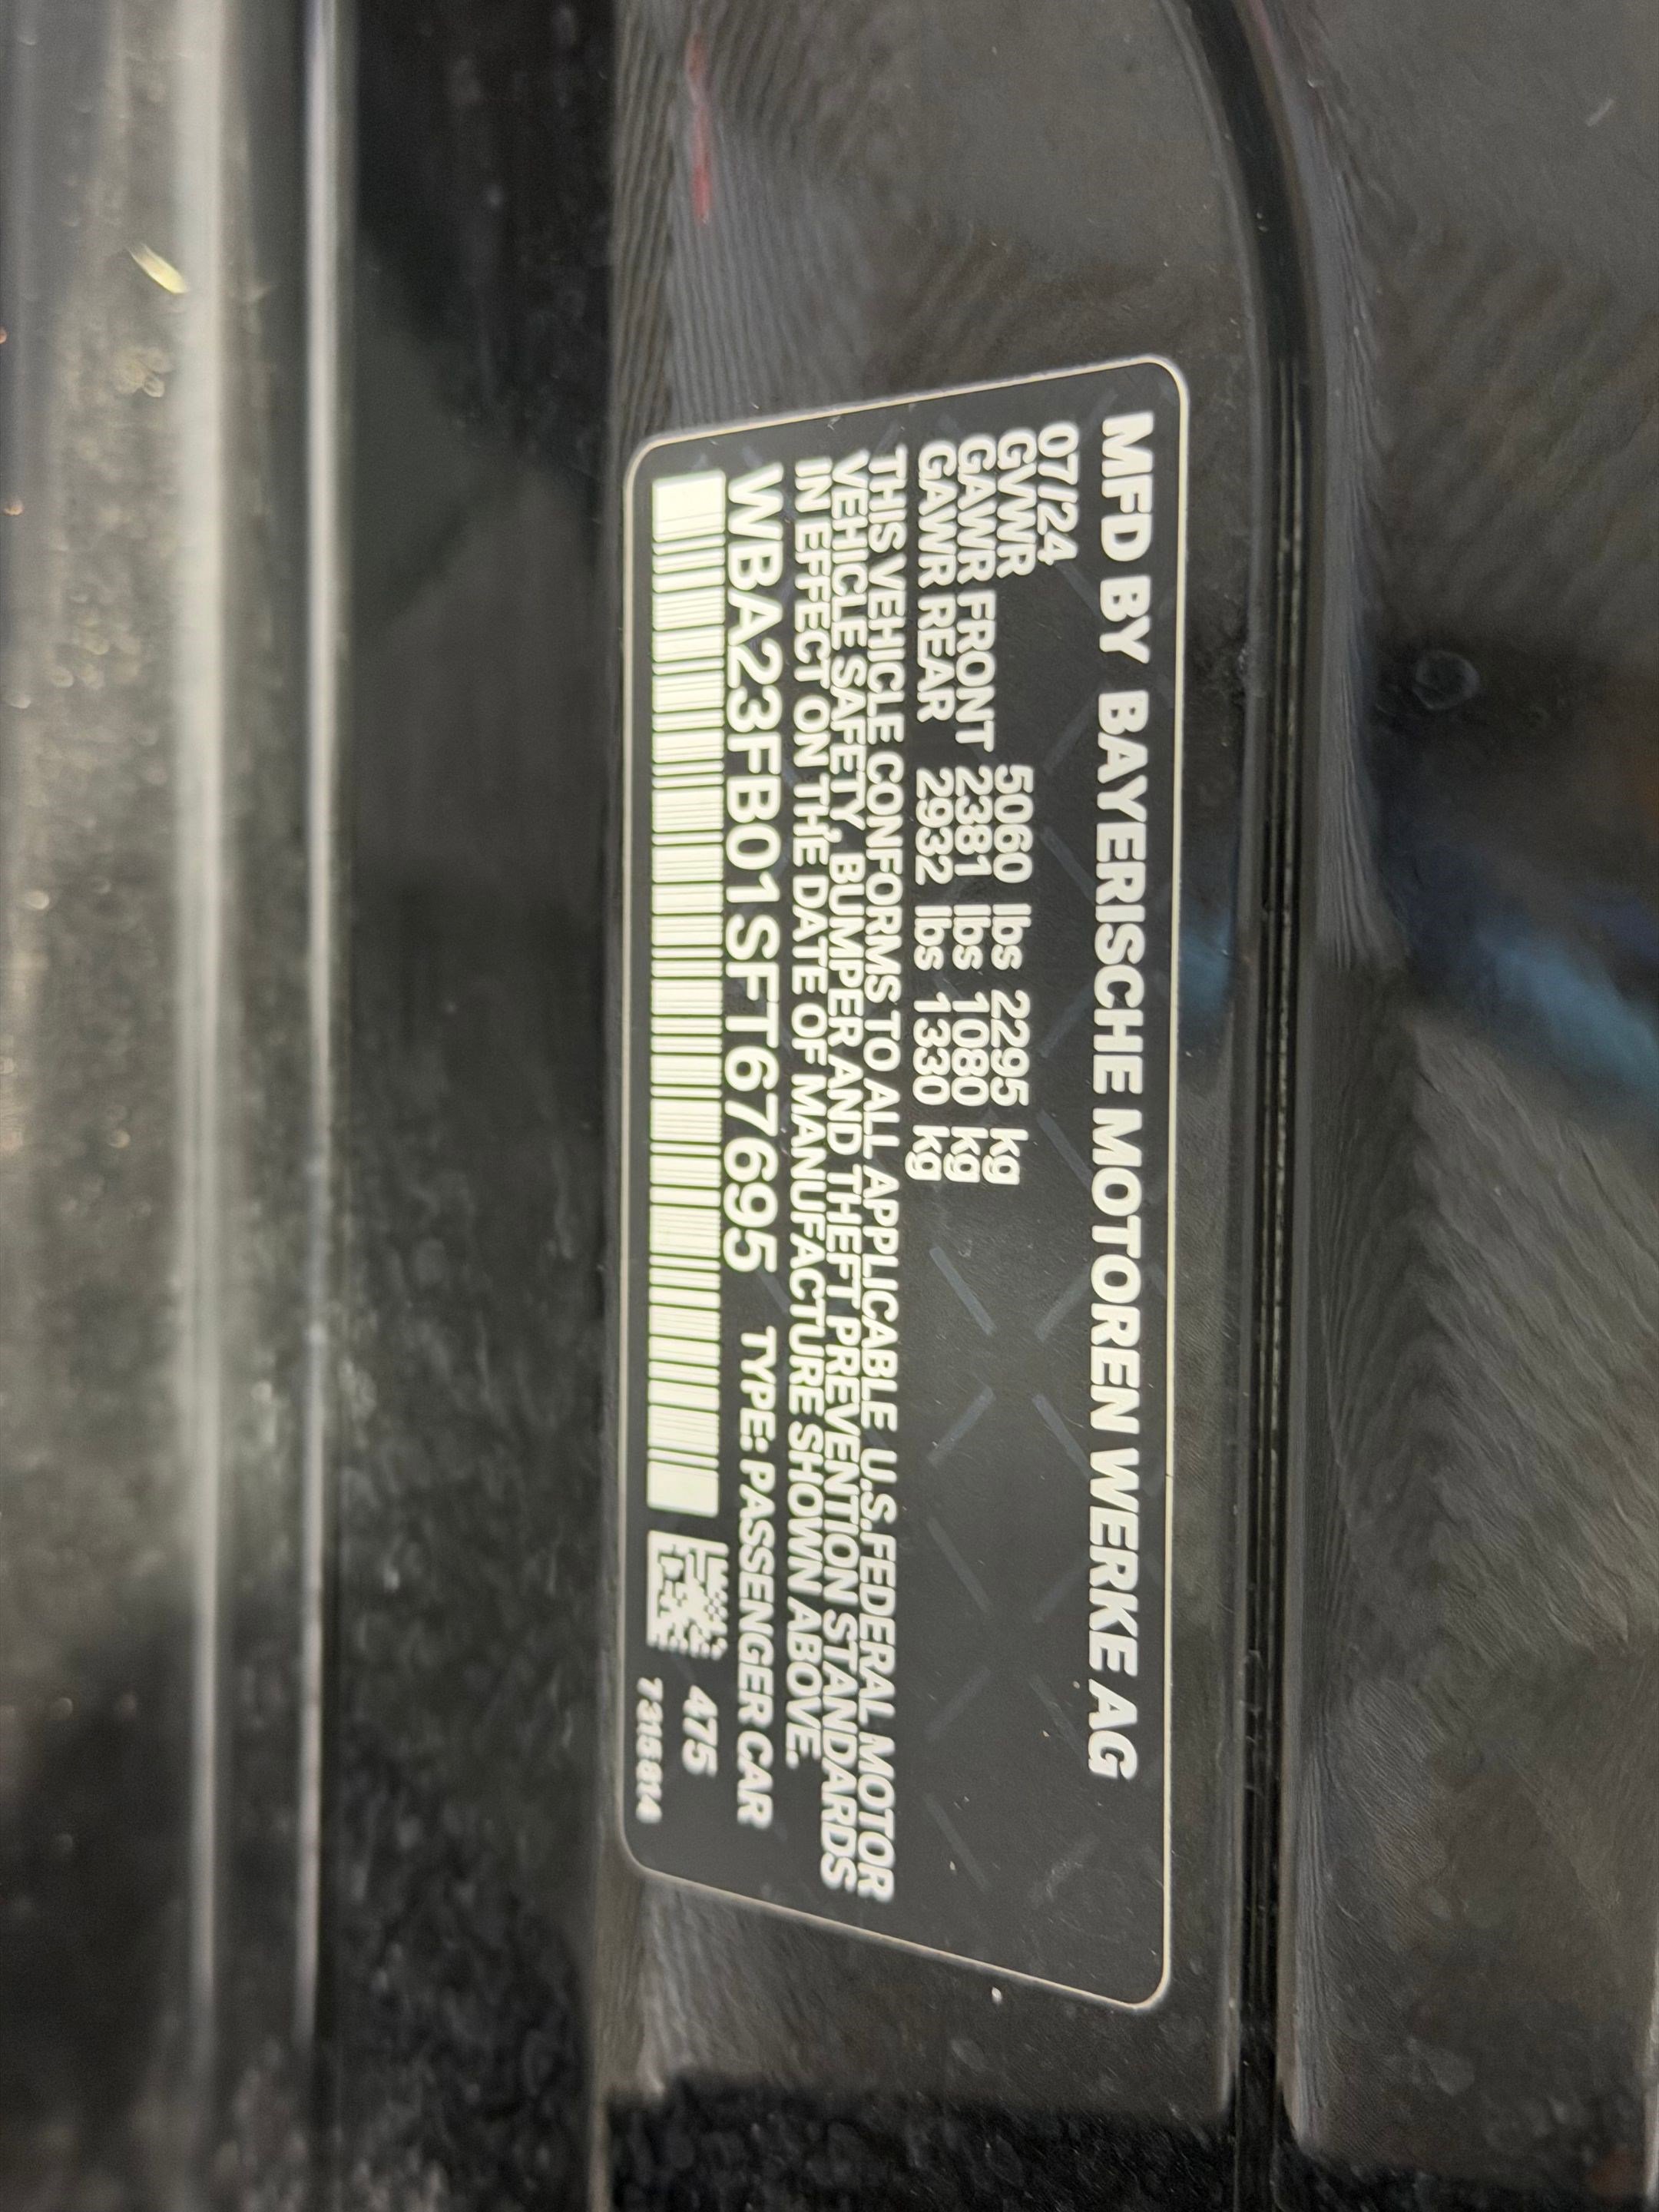 MFD BY BAYERISCHE MOTOREN WERKE AG
07/24
GVWR 5060 lbs 2295 kg
GAWR FRONT 2381 lbs 1080 kg
GAWR REAR 2932 lbs 1330 kg
THIS VEHICLE CONFORMS TO ALL APPLICABLE U.S.FEDERAL MOTOR
VEHICLE SAFETY, BUMPER AND THEFT PREVENTION STANDARDS
IN EFFECT ON THE DATE OF MANUFACTURE SHOWN ABOVE.
WBA23FB01SFT67695 TYPE: PASSENGER CAR
475
7315814